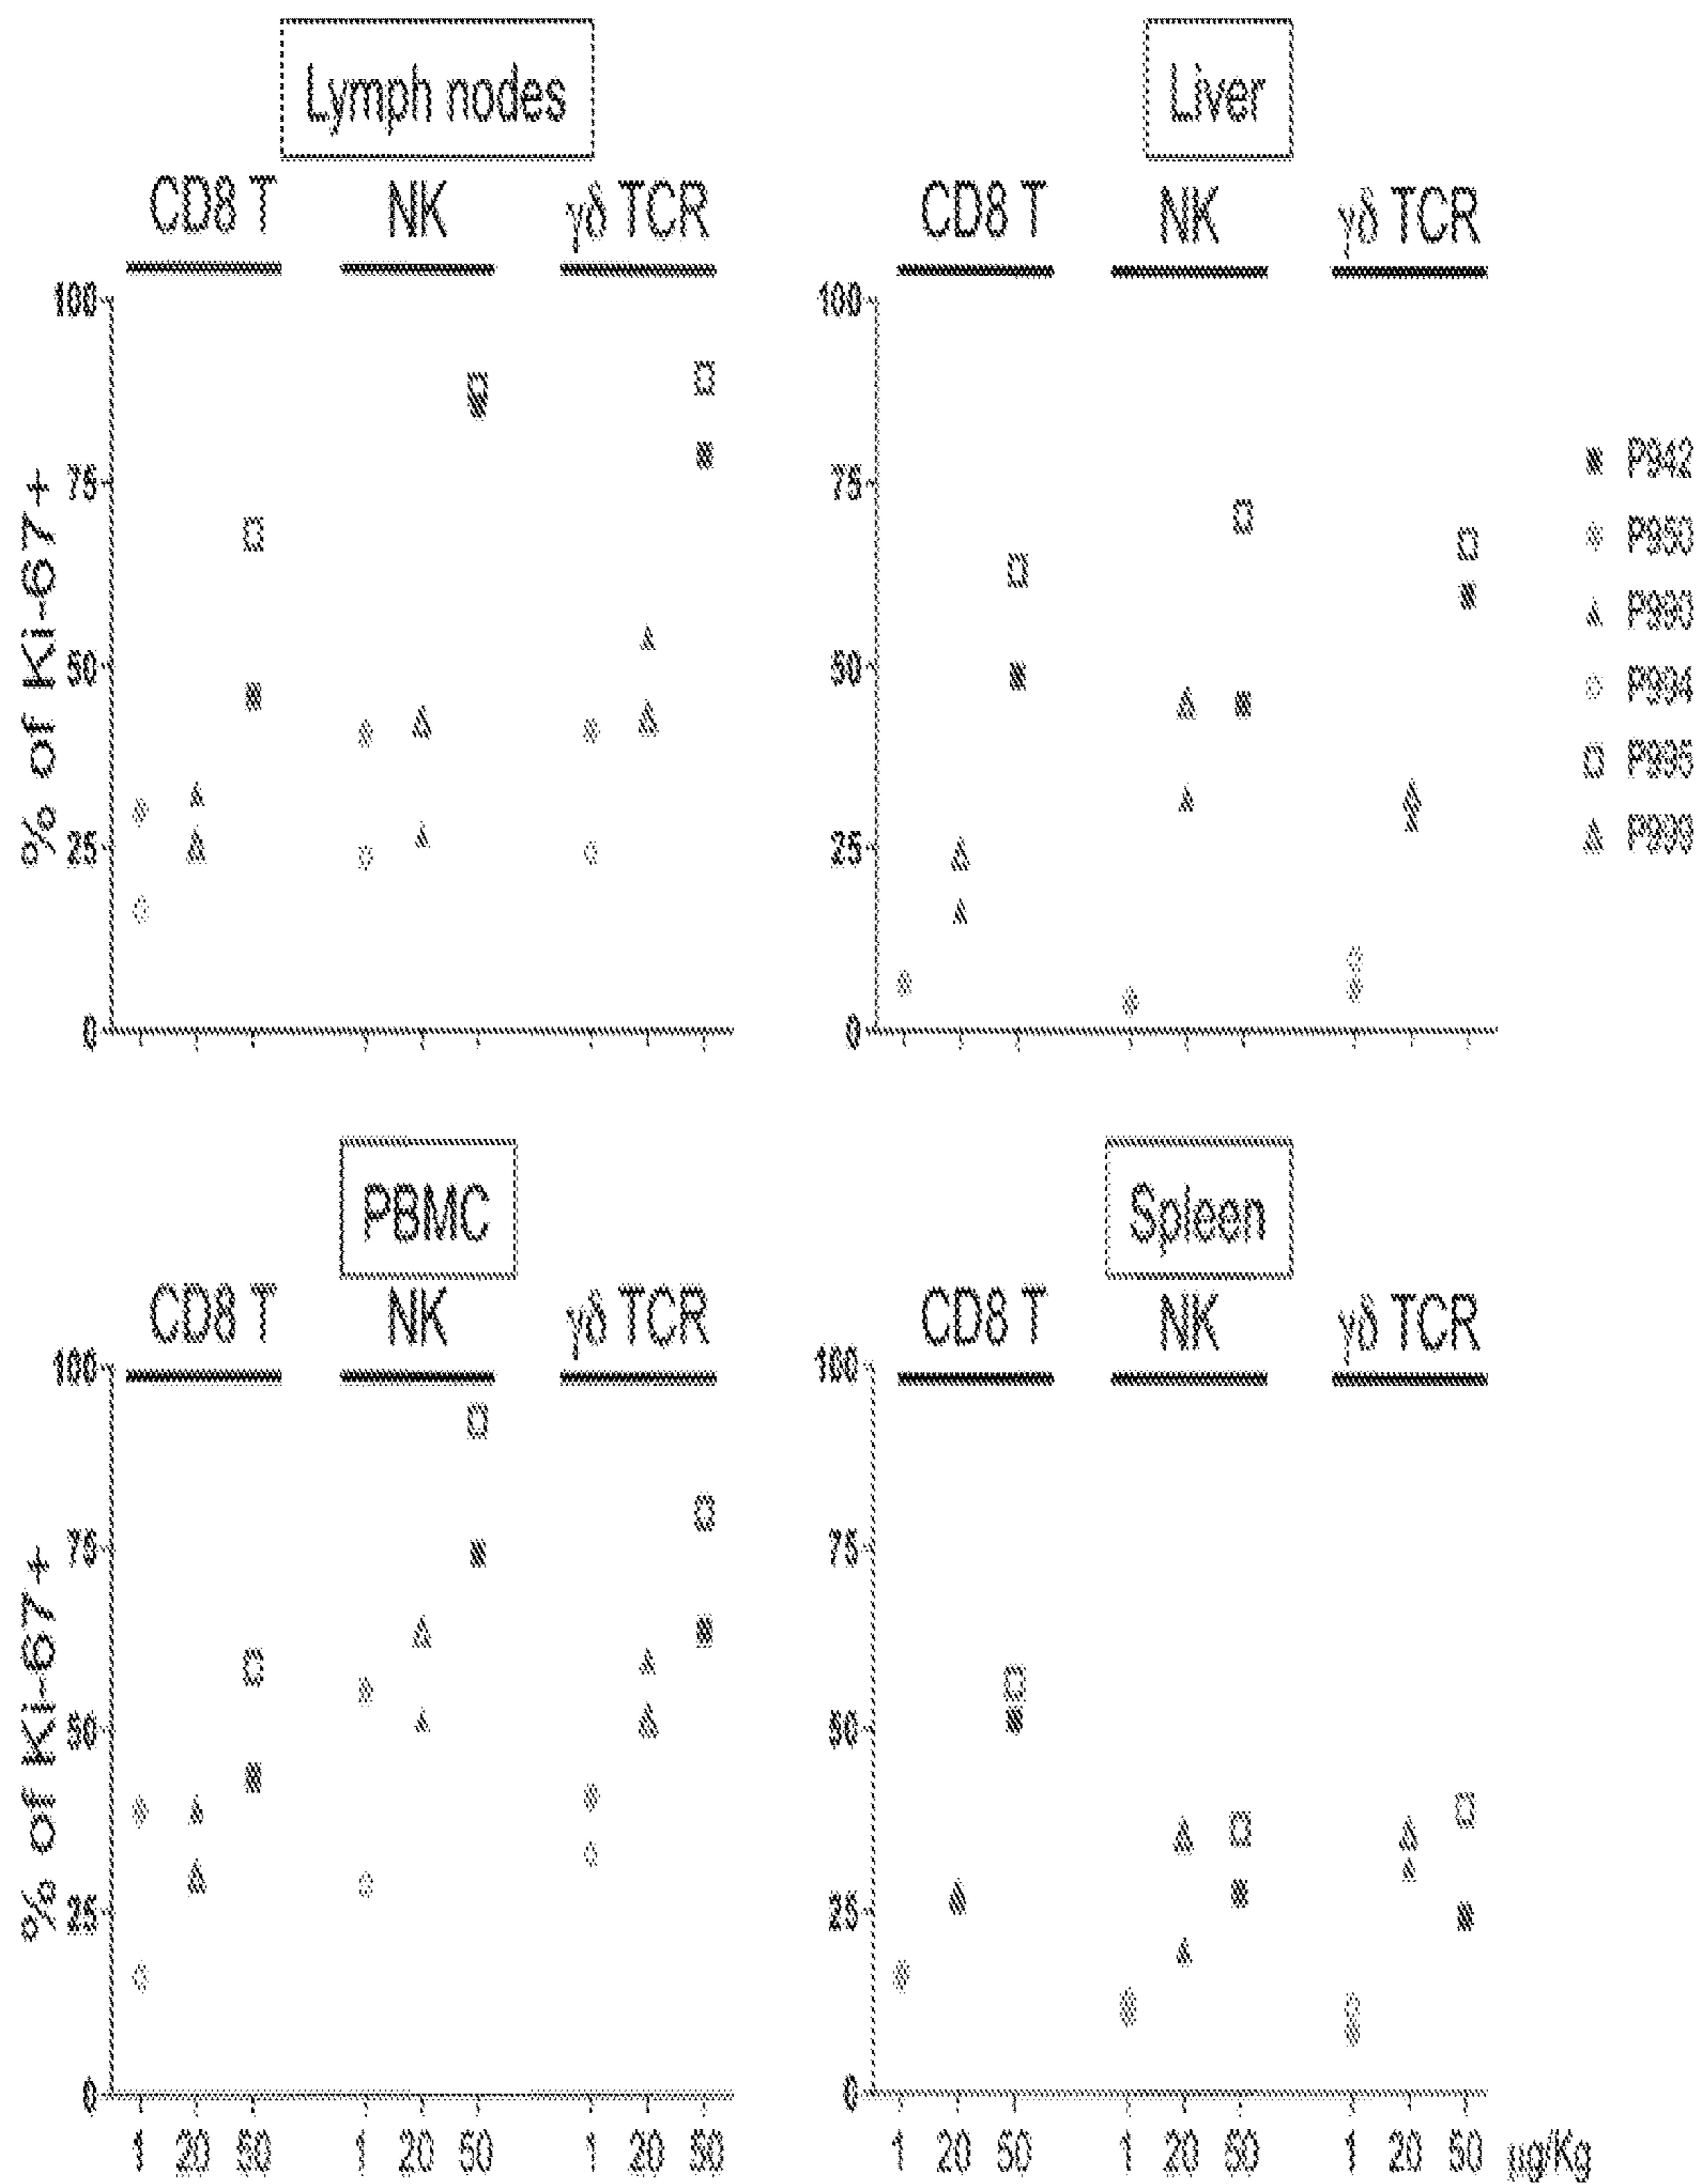 Lymph nodes
Liver
CD8 T NK γδ TCR
CD8 T NK γδ TCR
% of Ki-67+
100
75
50
25
0
100
75
50
25
0
P942
P950
P990
P994
P995
P999
PBMC
Spleen
CD8 T NK γδ TCR
CD8 T NK γδ TCR
% of Ki-67+
100
75
50
25
0
100
75
50
25
0
1 20 50 1 20 50 1 20 50
1 20 50 1 20 50 1 20 50 µg/Kg